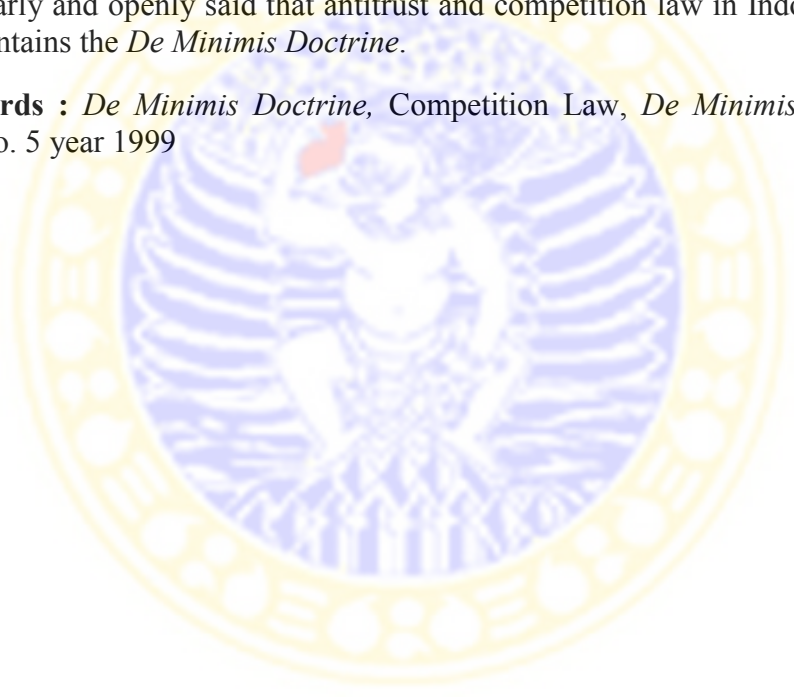 arly and openly said that antitrust and competition law in Indo
ntains the De Minimis Doctrine.
rds : De Minimis Doctrine, Competition Law, De Minimis
o. 5 year 1999